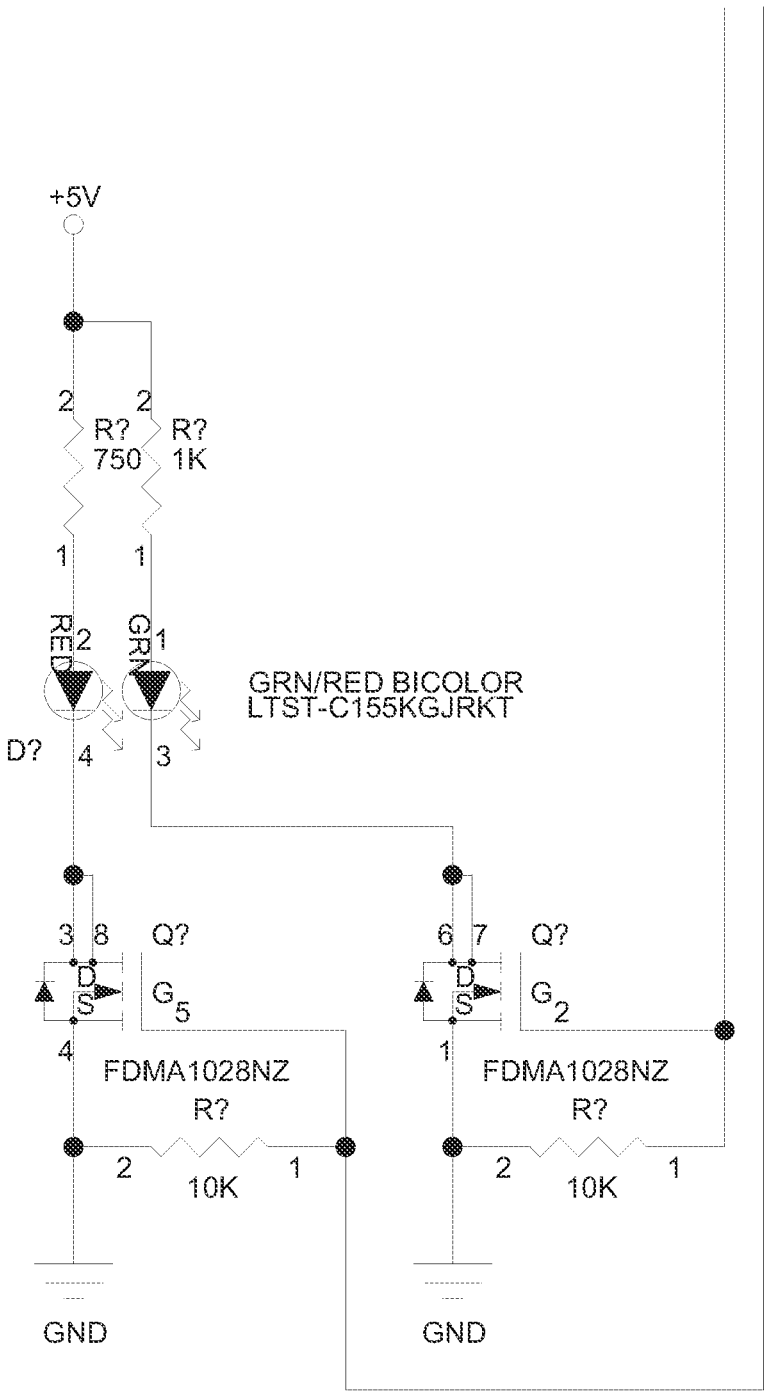 +5V
2
2
R?
R?
750
1K
1
1
RED
GRN
2
1
GRN/RED BICOLOR
LTST-C155KGJRKT
D?
4
3
3
8
Q?
6
7
Q?
D
G
5
S
D
G
2
S
4
1
FDMA1028NZ
FDMA1028NZ
R?
R?
2
1
2
1
10K
10K
GND
GND